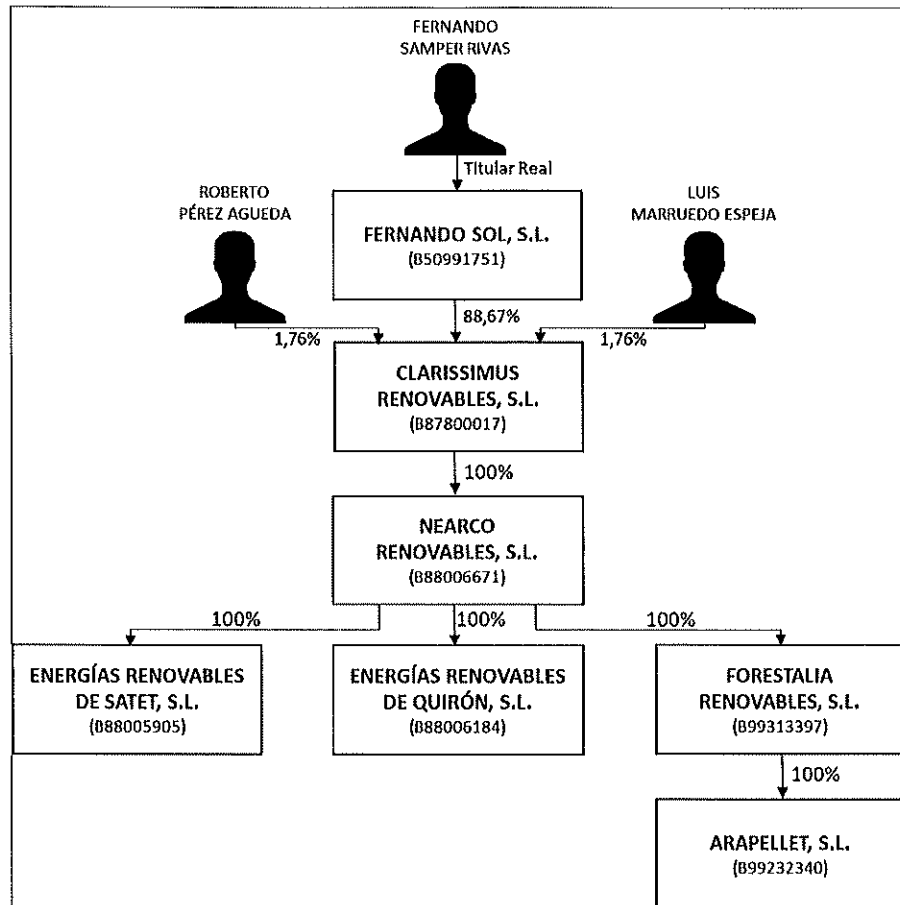 FERNANDO
SAMPER RIVAS
Titular Real
ROBERTO
PÉREZ AGUEDA
LUIS
MARRUEDO ESPEJA
FERNANDO SOL, S.L.
(B50991751)
88,67%
1,76%
1,76%
CLARISSIMUS
RENOVABLES, S.L.
(B87800017)
100%
NEARCO
RENOVABLES, S.L.
(B88006671)
100%
100%
100%
ENERGÍAS RENOVABLES
DE SATET, S.L.
(B88005905)
ENERGÍAS RENOVABLES
DE QUIRÓN, S.L.
(B88006184)
FORESTALIA
RENOVABLES, S.L.
(B99313397)
100%
ARAPELLET, S.L.
(B99232340)